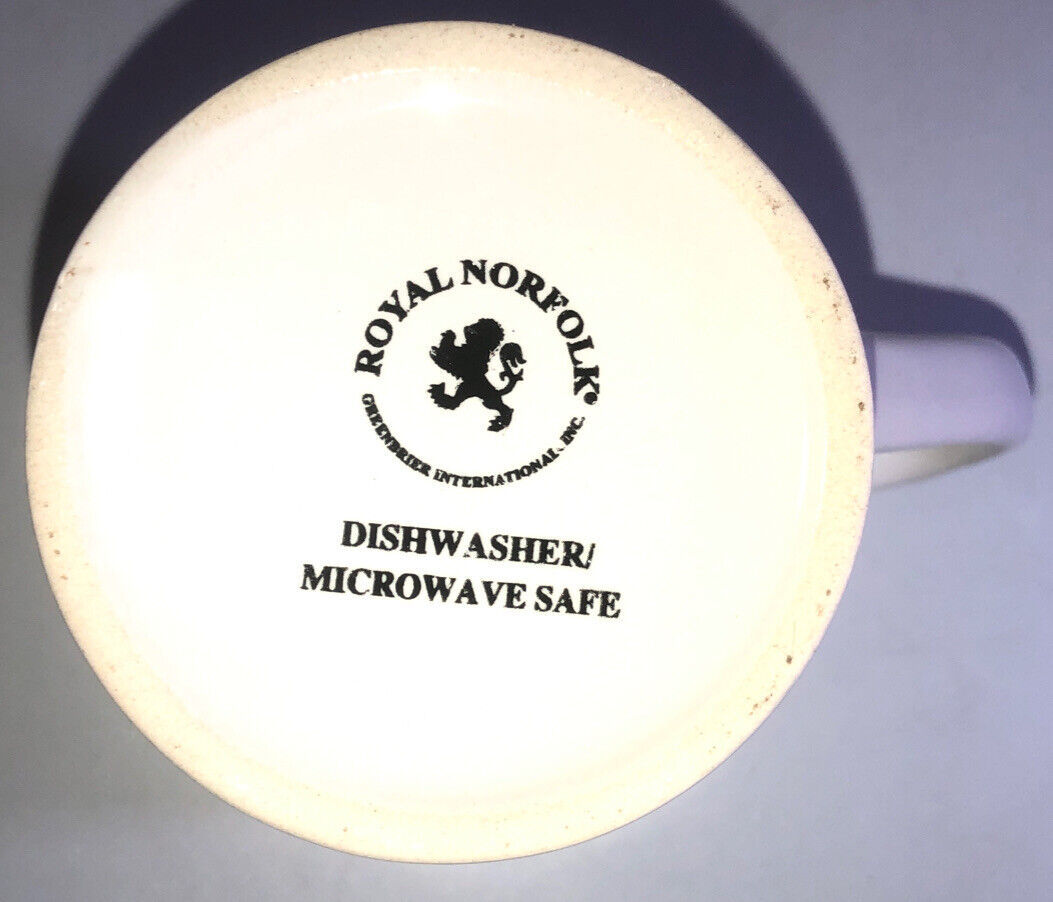 ROYAL NORFOLK
GREENBRIER INTERNATIONAL, INC.
DISHWASHER/
MICROWAVE SAFE